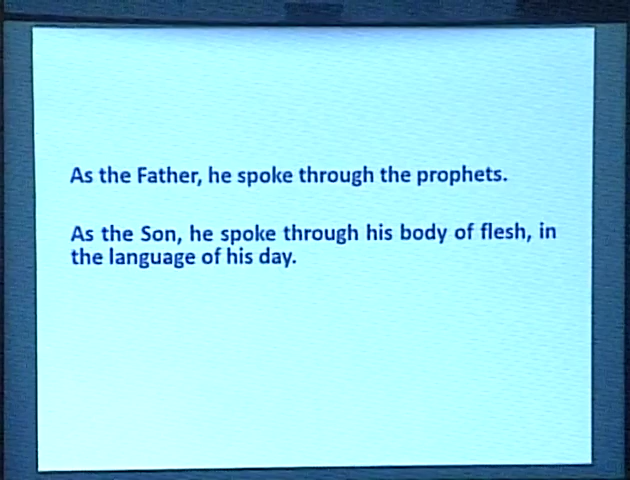 As the Father, he spoke through the prophets.
As the Son, he spoke through his body of flesh, in
the language of his day.